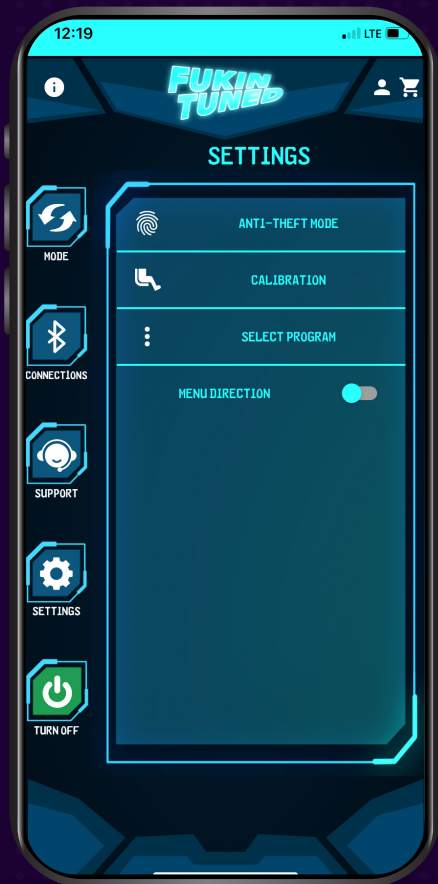 12:19
LTE
FUKIN
TUNED
SETTINGS
MODE
ANTI-THEFT MODE
CALIBRATION
CONNECTIONS
SELECT PROGRAM
MENU DIRECTION
SUPPORT
SETTINGS
TURN OFF